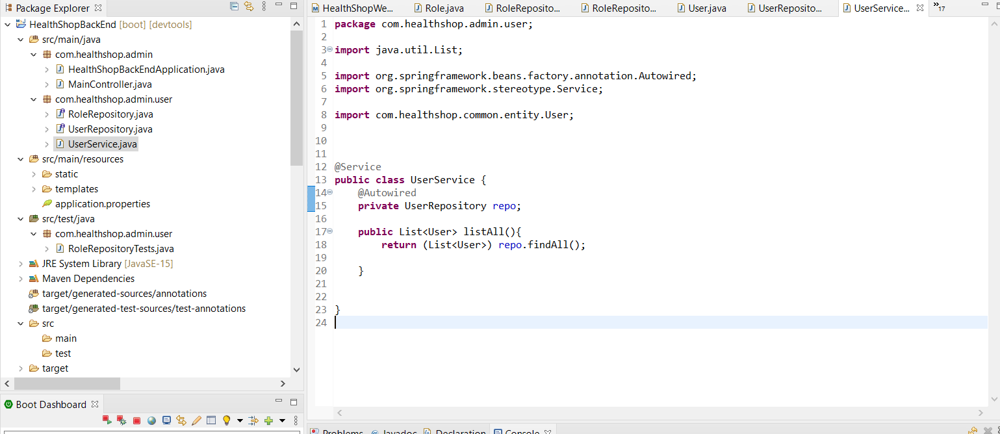 Package Explorer
HealthShopBackEnd [boot] [devtools]
src/main/java
com.healthshop.admin
HealthShopBackEndApplication.java
MainController.java
com.healthshop.admin.user
RoleRepository.java
UserRepository.java
UserService.java
src/main/resources
static
templates
application.properties
src/test/java
com.healthshop.admin.user
RoleRepositoryTests.java
JRE System Library [JavaSE-15]
Maven Dependencies
target/generated-sources/annotations
target/generated-test-sources/test-annotations
src
main
test
target
Boot Dashboard
HealthShopWe... Role.java RoleReposito... RoleReposito... User.java UserReposito... UserService... »17
1 package com.healthshop.admin.user;
2
3 import java.util.List;
4
5 import org.springframework.beans.factory.annotation.Autowired;
6 import org.springframework.stereotype.Service;
7
8 import com.healthshop.common.entity.User;
9
10
11
12 @Service
13 public class UserService {
14 @Autowired
15 private UserRepository repo;
16
17 public List<User> listAll(){
18 return (List<User>) repo.findAll();
19
20 }
21
22
23 }
24
Problems @ Javadoc Declaration Console